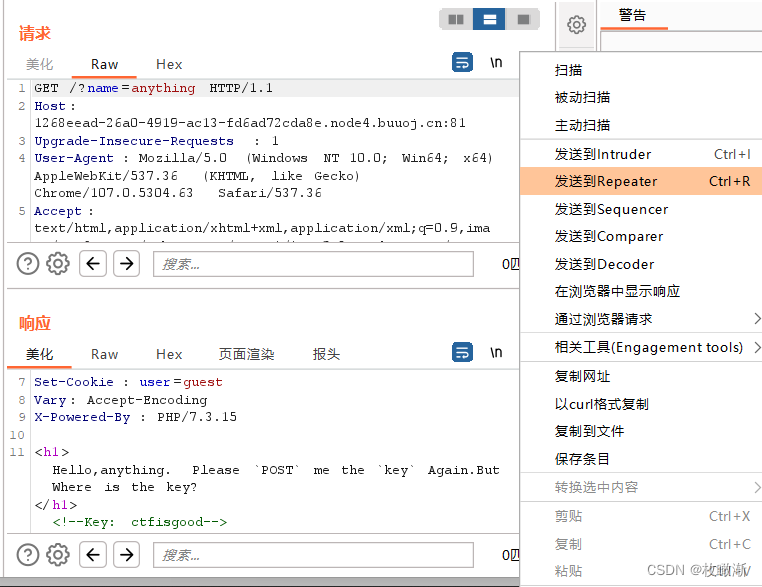 请求
警告
美化 Raw Hex \n
1 GET /?name=anything HTTP/1.1
2 Host:
1268eead-26a0-4919-ac13-fd6ad72cda8e.node4.buuoj.cn:81
3 Upgrade-Insecure-Requests : 1
4 User-Agent : Mozilla/5.0 (Windows NT 10.0; Win64; x64)
AppleWebKit/537.36 (KHTML, like Gecko)
Chrome/107.0.5304.63 Safari/537.36
5 Accept :
text/html,application/xhtml+xml,application/xml;q=0.9,ima
搜索... 0匹
响应
美化 Raw Hex 页面渲染 报头 \n
7 Set-Cookie : user=guest
8 Vary: Accept-Encoding
9 X-Powered-By : PHP/7.3.15
10
11 <h1>
Hello,anything. Please `POST` me the `key` Again.But
Where is the key?
</h1>
<!--Key: ctfisgood-->
搜索... 0匹
扫描
被动扫描
主动扫描
发送到Intruder Ctrl+I
发送到Repeater Ctrl+R
发送到Sequencer
发送到Comparer
发送到Decoder
在浏览器中显示响应
通过浏览器请求
相关工具(Engagement tools)
复制网址
以curl格式复制
复制到文件
保存条目
转换选中内容
剪贴 Ctrl+X
复制 Ctrl+C
粘贴 Ctrl+V
CSDN @枚瞰渐